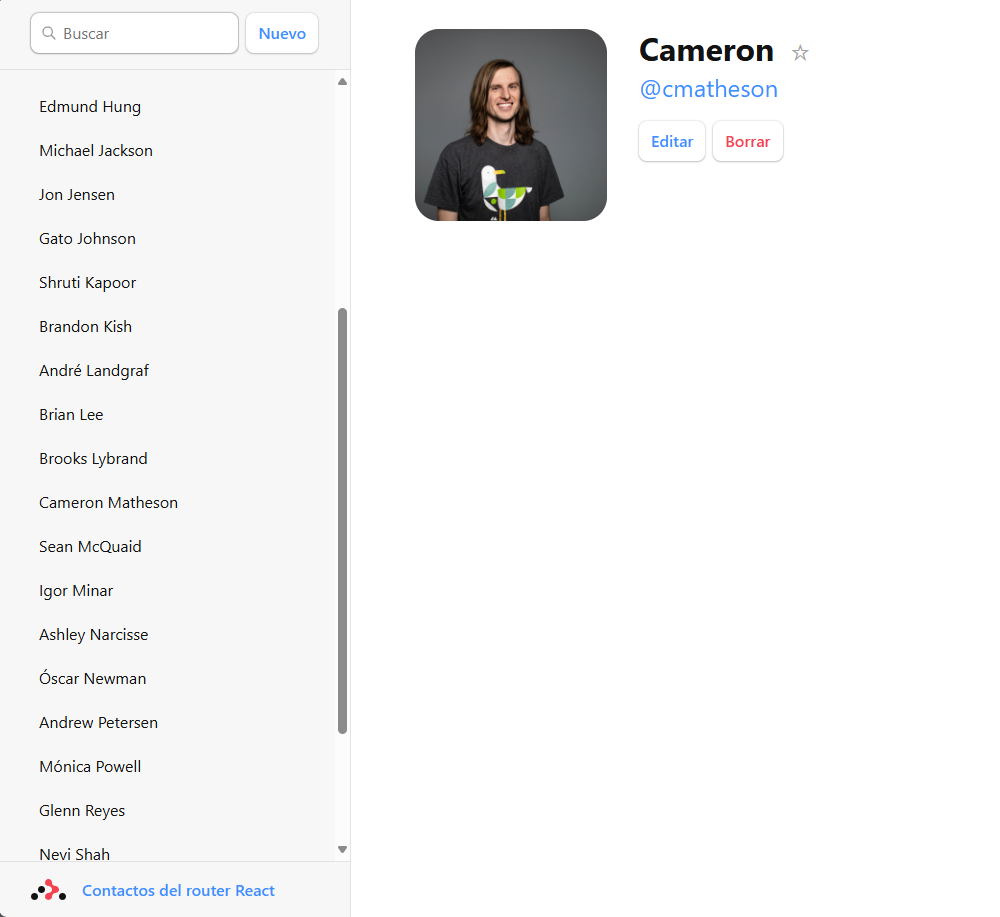 Buscar
Nuevo
Edmund Hung
Michael Jackson
Jon Jensen
Gato Johnson
Shruti Kapoor
Brandon Kish
André Landgraf
Brian Lee
Brooks Lybrand
Cameron Matheson
Sean McQuaid
Igor Minar
Ashley Narcisse
Óscar Newman
Andrew Petersen
Mónica Powell
Glenn Reyes
Nevi Shah
Contactos del router React
Cameron
@cmatheson
Editar
Borrar